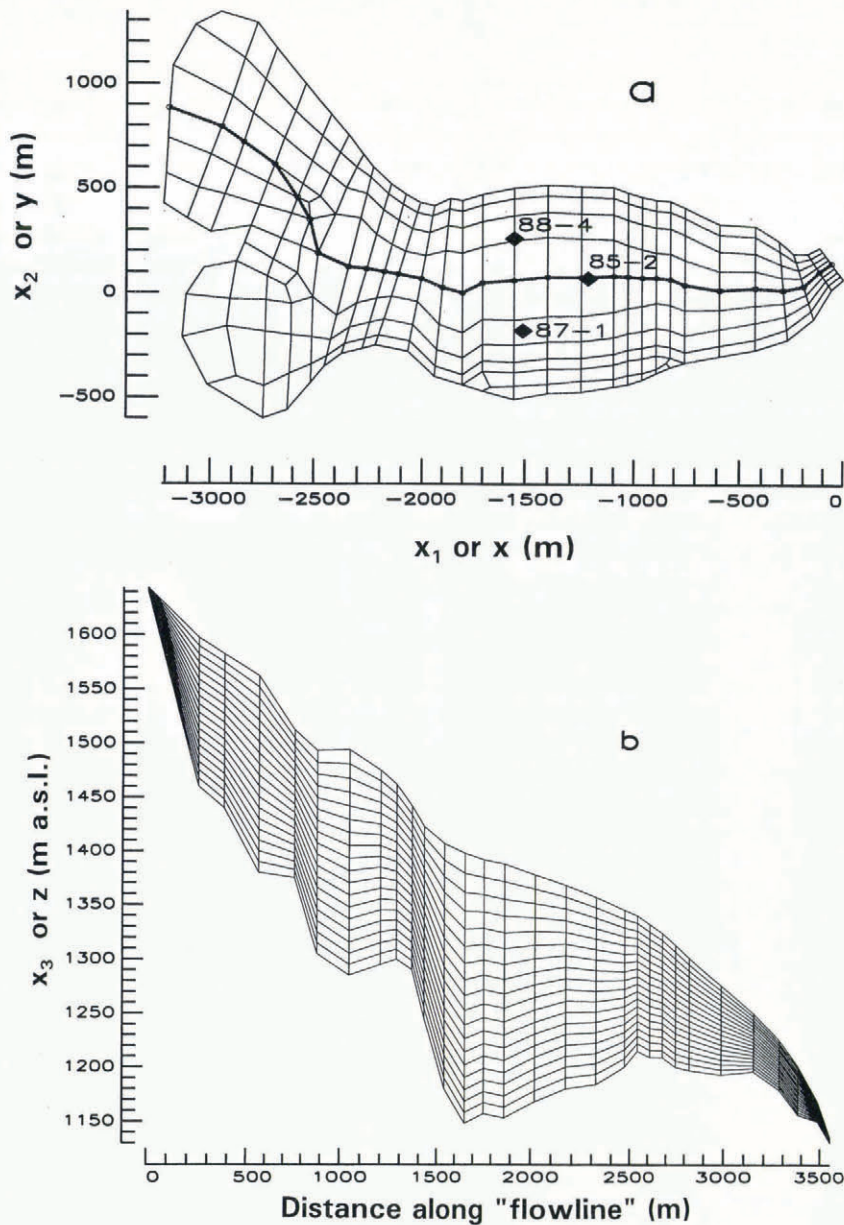 a
1000
500
0
−500
x₂ or y (m)
88−4
85−2
87−1
−3000 −2500 −2000 −1500 −1000 −500 0
x₁ or x (m)
b
1600
1550
1500
1450
1400
1350
1300
1250
1200
1150
x₃ or z (m a.s.l.)
0 500 1000 1500 2000 2500 3000 3500
Distance along "flowline" (m)